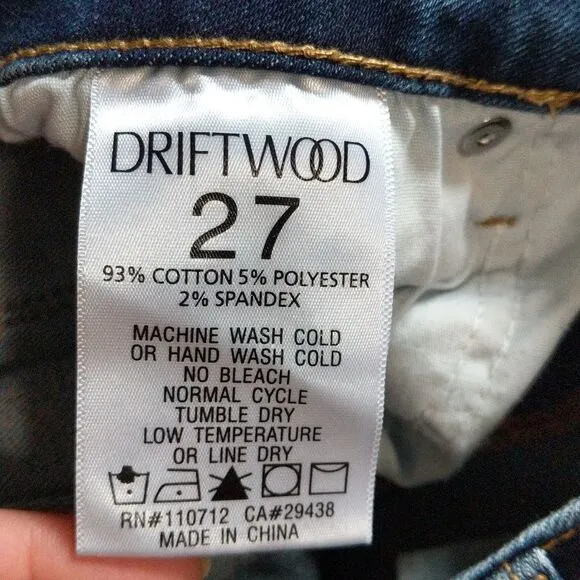 DRIFTWOOD
27
93% COTTON 5% POLYESTER
2% SPANDEX
MACHINE WASH COLD
OR HAND WASH COLD
NO BLEACH
NORMAL CYCLE
TUMBLE DRY
LOW TEMPERATURE
OR LINE DRY
RN#110712 CA#29438
MADE IN CHINA